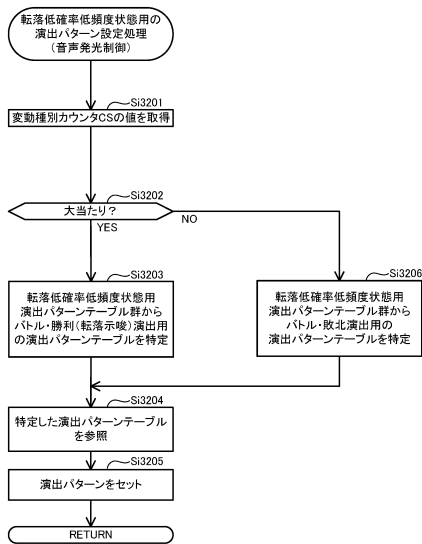 転落低確率低頻度状態用の
演出パターン設定処理
（音声発光制御）
Si3201
変動種別カウンタCSの値を取得
Si3202
大当たり？
NO
YES
Si3203
転落低確率低頻度状態用
演出パターンテーブル群から
バトル・勝利（転落示唆）演出用
の演出パターンテーブルを特定
Si3206
転落低確率低頻度状態用
演出パターンテーブル群から
バトル・敗北演出用の
演出パターンテーブルを特定
Si3204
特定した演出パターンテーブル
を参照
Si3205
演出パターンをセット
RETURN